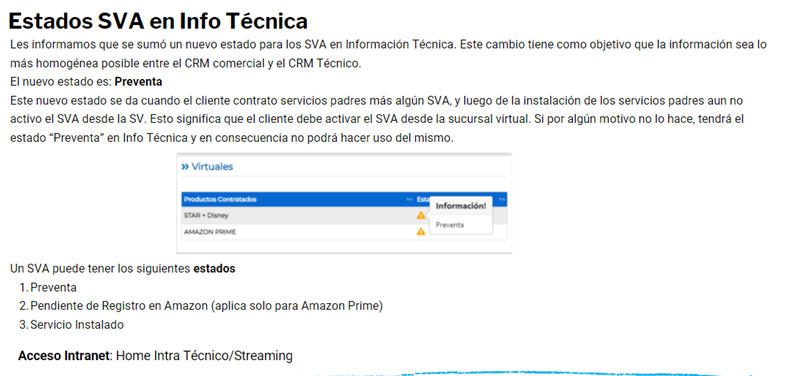 Estados SVA en Info Técnica
Les informamos que se sumó un nuevo estado para los SVA en Información Técnica. Este cambio tiene como objetivo que la información sea lo
más homogénea posible entre el CRM comercial y el CRM Técnico.
El nuevo estado es: Preventa
Este nuevo estado se da cuando el cliente contrato servicios padres más algún SVA, y luego de la instalación de los servicios padres aun no
activo el SVA desde la SV. Esto significa que el cliente debe activar el SVA desde la sucursal virtual. Si por algún motivo no lo hace, tendrá el
estado “Preventa” en Info Técnica y en consecuencia no podrá hacer uso del mismo.
» Virtuales
Productos Contratados Esta
Información!
STAR + Disney
Preventa
AMAZON PRIME
Un SVA puede tener los siguientes estados
1. Preventa
2. Pendiente de Registro en Amazon (aplica solo para Amazon Prime)
3. Servicio Instalado
Acceso Intranet: Home Intra Técnico/Streaming